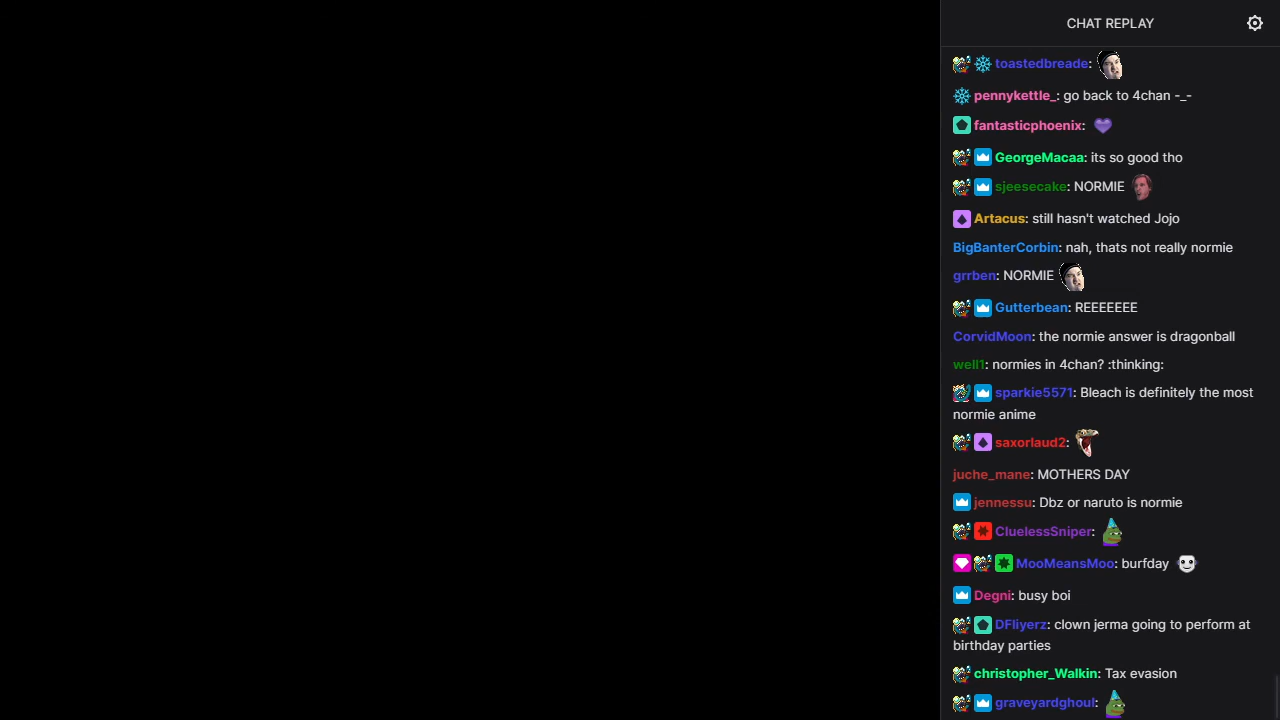 CHAT REPLAY
toastedbreade:
pennykettle_: go back to 4chan -_-
fantasticphoenix:
GeorgeMacaa: its so good tho
sjeesecake: NORMIE
Artacus: still hasn't watched Jojo
BigBanterCorbin: nah, thats not really normie
grrben: NORMIE
Gutterbean: REEEEEEE
CorvidMoon: the normie answer is dragonball
well1: normies in 4chan? :thinking:
sparkie5571: Bleach is definitely the most
normie anime
saxorlaud2:
juche_mane: MOTHERS DAY
jennessu: Dbz or naruto is normie
CluelessSniper:
MooMeansMoo: burfday
Degni: busy boi
DFliyerz: clown jerma going to perform at
birthday parties
christopher_Walkin: Tax evasion
graveyardghoul: